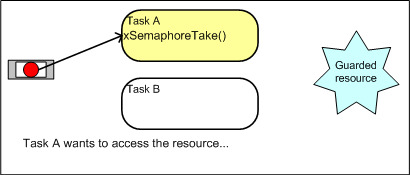 Task A
xSemaphoreTake()
Task B
Guarded
resource
Task A wants to access the resource...